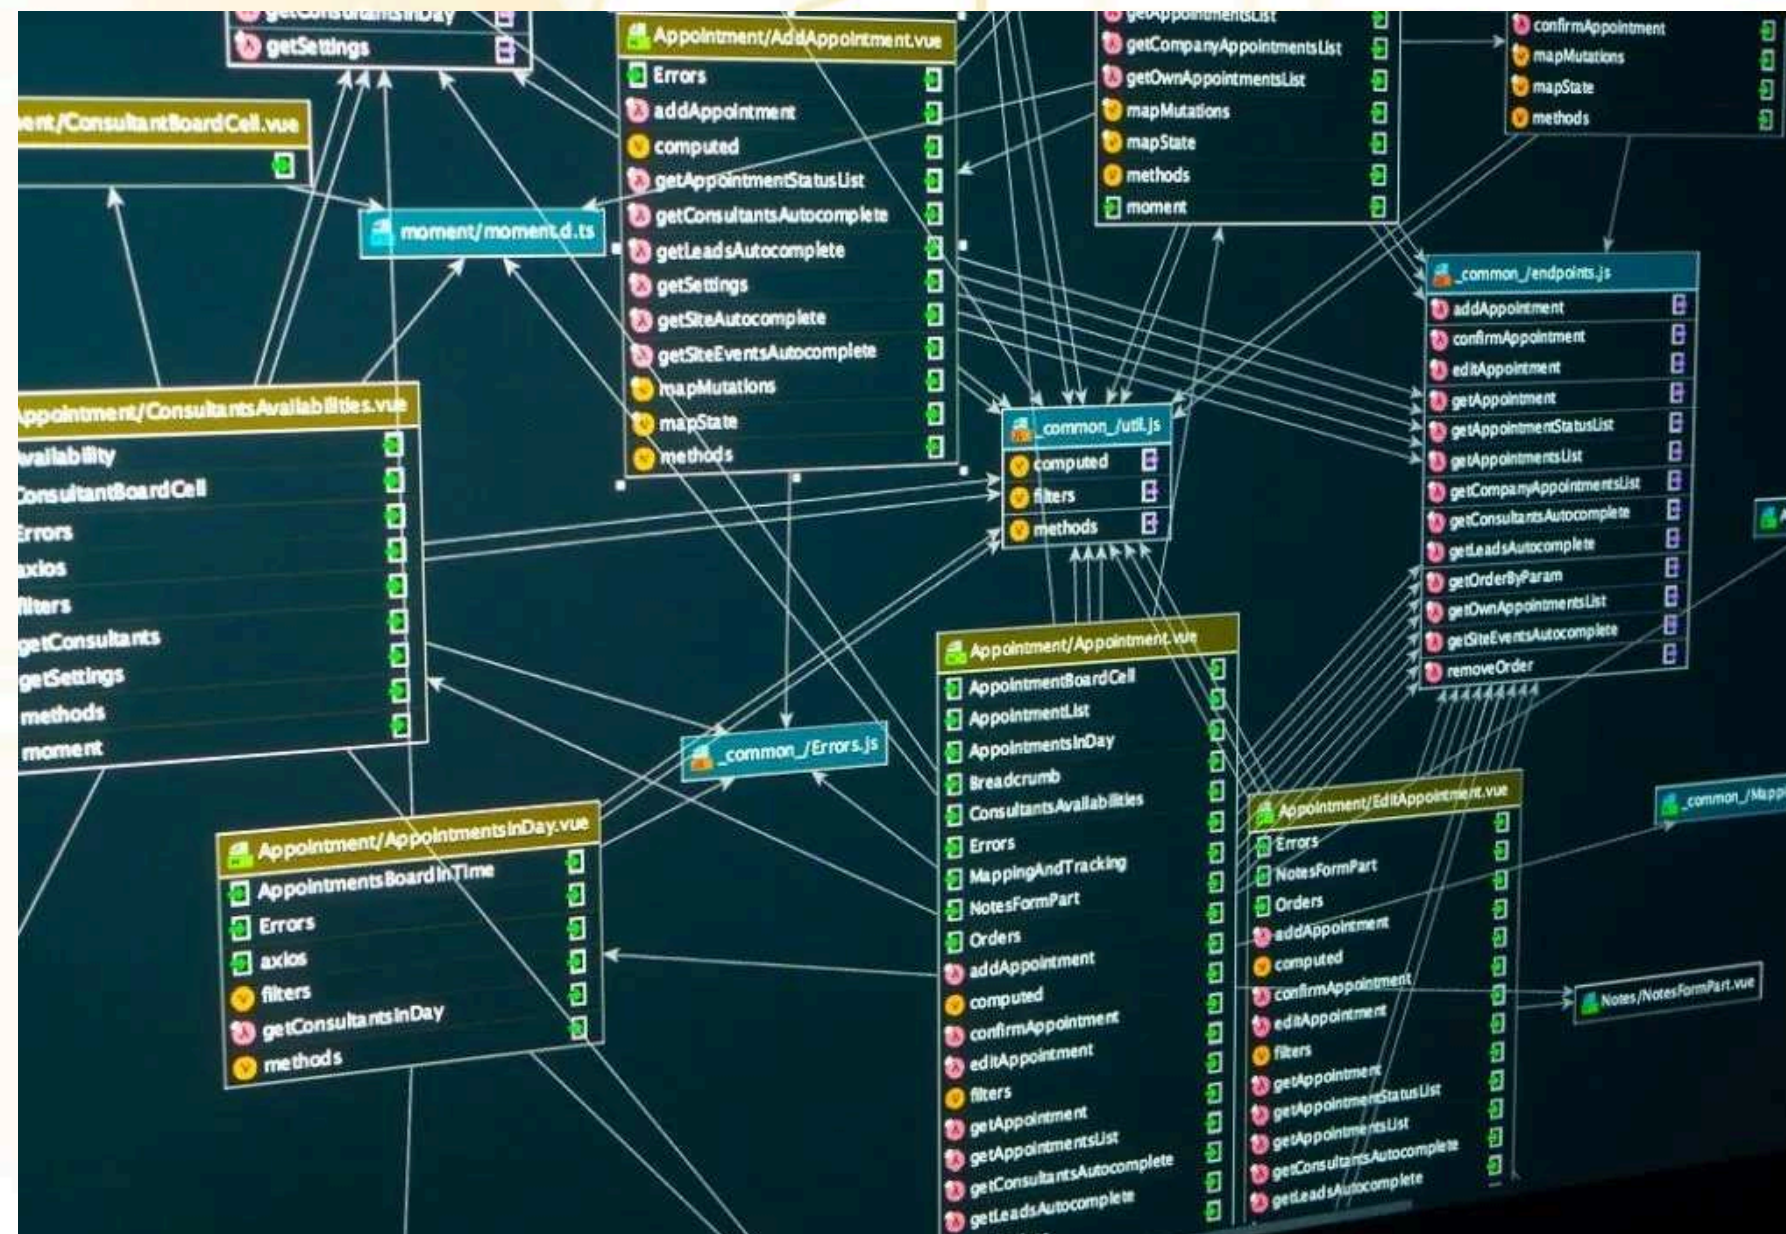 getConsultantsInDay
getSettings
ent/ConsultantBoardCell.vue
moment/moment.d.ts
Appointment/AddAppointment.vue
Errors
addAppointment
computed
getAppointmentStatusList
getConsultantsAutocomplete
getLeadsAutocomplete
getSettings
getSiteAutocomplete
getSiteEventsAutocomplete
mapMutations
mapState
methods
getAppointmentsList
getCompanyAppointmentsList
getOwnAppointmentsList
mapMutations
mapState
methods
moment
confirmAppointment
mapMutations
mapState
methods
_common_/endpoints.js
addAppointment
confirmAppointment
editAppointment
getAppointment
getAppointmentStatusList
getAppointmentsList
getCompanyAppointmentsList
getConsultantsAutocomplete
getLeadsAutocomplete
getOrderByParam
getOwnAppointmentsList
getSiteEventsAutocomplete
removeOrder
_common_/util.js
computed
filters
methods
Appointment/ConsultantsAvailabilities.vue
Availability
ConsultantBoardCell
Errors
axios
filters
getConsultants
getSettings
methods
moment
_common_/Errors.js
Appointment/AppointmentsInDay.vue
AppointmentsBoardInTime
Errors
axios
filters
getConsultantsInDay
methods
Appointment/Appointment.vue
AppointmentBoardCell
AppointmentList
AppointmentsInDay
Breadcrumb
ConsultantsAvailabilities
Errors
MappingAndTracking
NotesFormPart
Orders
addAppointment
computed
confirmAppointment
editAppointment
filters
getAppointment
getAppointmentsList
getConsultantsAutocomplete
getLeadsAutocomplete
Appointment/EditAppointment.vue
Errors
NotesFormPart
Orders
addAppointment
computed
confirmAppointment
editAppointment
filters
getAppointment
getAppointmentStatusList
getAppointmentsList
getConsultantsAutocomplete
getLeadsAutocomplete
_common_/Mapp
Notes/NotesFormPart.vue